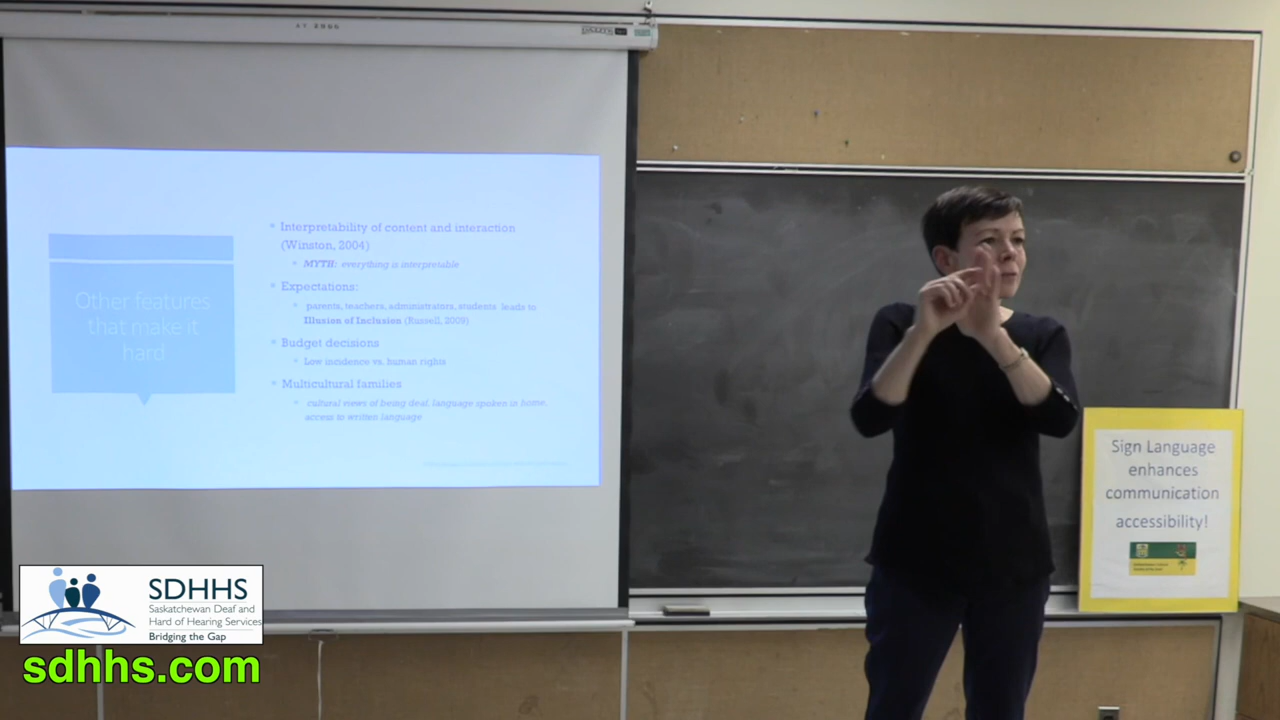 Other features
that make it
hard
Interpretability of content and interaction
(Winston, 2004)
MYTH: everything is interpretable
Expectations:
parents, teachers, administrators, students leads to
Illusion of Inclusion (Russell, 2009)
Budget decisions
Low incidence vs. human rights
Multicultural families
cultural views of being deaf, language spoken in home,
access to written language
Sign Language
enhances
communication
accessibility!
SDHHS
Saskatchewan Deaf and
Hard of Hearing Services
Bridging the Gap
sdhhs.com